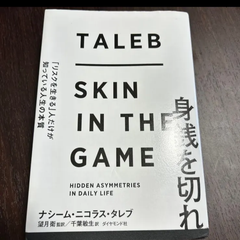 TALEB
SKIN
IN THE
GAME
HIDDEN ASYMMETRIES
IN DAILY LIFE
身銭を切れ
「リスクを生きる」人だけが
知っている人生の本質
ナシーム・ニコラス・タレブ
望月衛 監訳／千葉敏生 訳 ダイヤモンド社